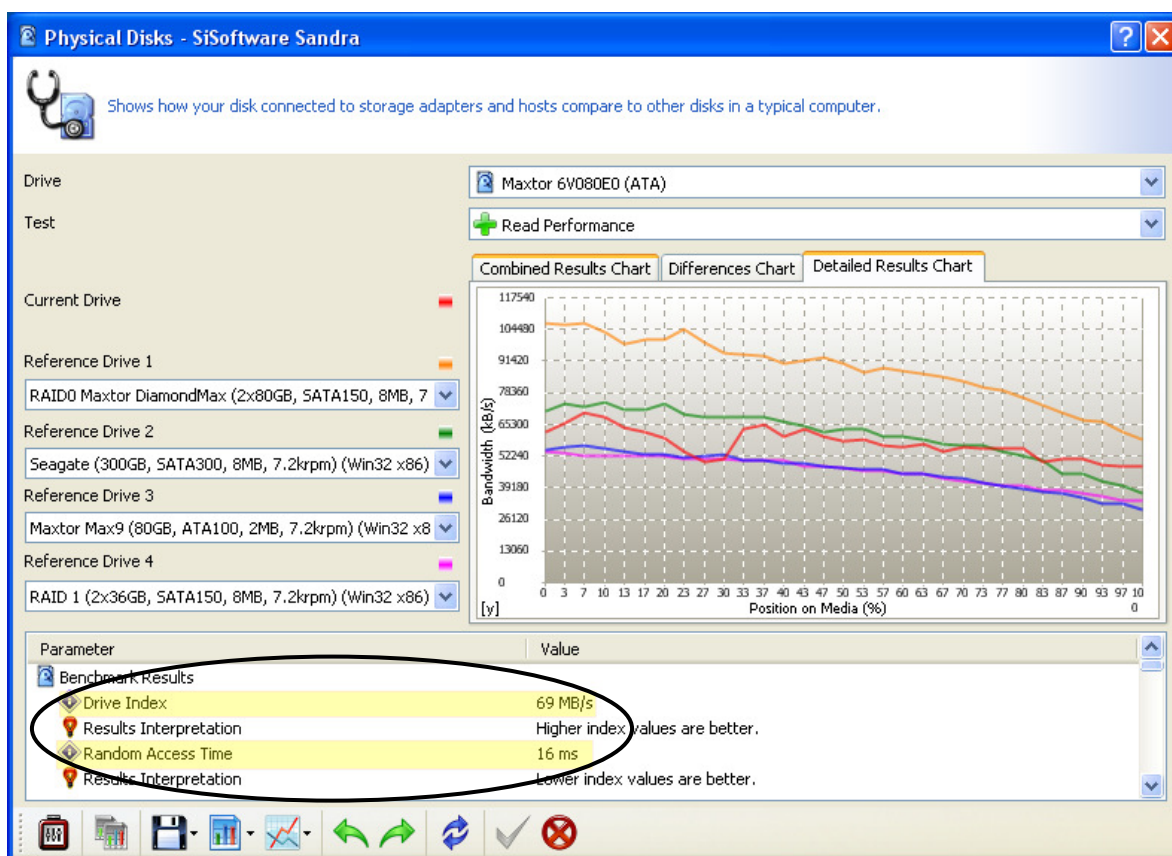 Physical Disks - SiSoftware Sandra
Shows how your disk connected to storage adapters and hosts compare to other disks in a typical computer.
Drive
Maxtor 6V080E0 (ATA)
Test
Read Performance
Combined Results Chart
Differences Chart
Detailed Results Chart
Current Drive
Reference Drive 1
RAID0 Maxtor DiamondMax (2x80GB, SATA150, 8MB, 7
Reference Drive 2
Seagate (300GB, SATA300, 8MB, 7.2krpm) (Win32 x86)
Reference Drive 3
Maxtor Max9 (80GB, ATA100, 2MB, 7.2krpm) (Win32 x8
Reference Drive 4
RAID 1 (2x36GB, SATA150, 8MB, 7.2krpm) (Win32 x86)
Bandwidth (kB/s)
117540
104480
91420
78360
65300
52240
39180
26120
13060
0
0 3 7 10 13 17 20 23 27 30 33 37 40 43 47 50 53 57 60 63 67 70 73 77 80 83 87 90 93 97 10
0
[y]
Position on Media (%)
Parameter Value
Benchmark Results
Drive Index 69 MB/s
Results Interpretation Higher index values are better.
Random Access Time 16 ms
Results Interpretation Lower index values are better.